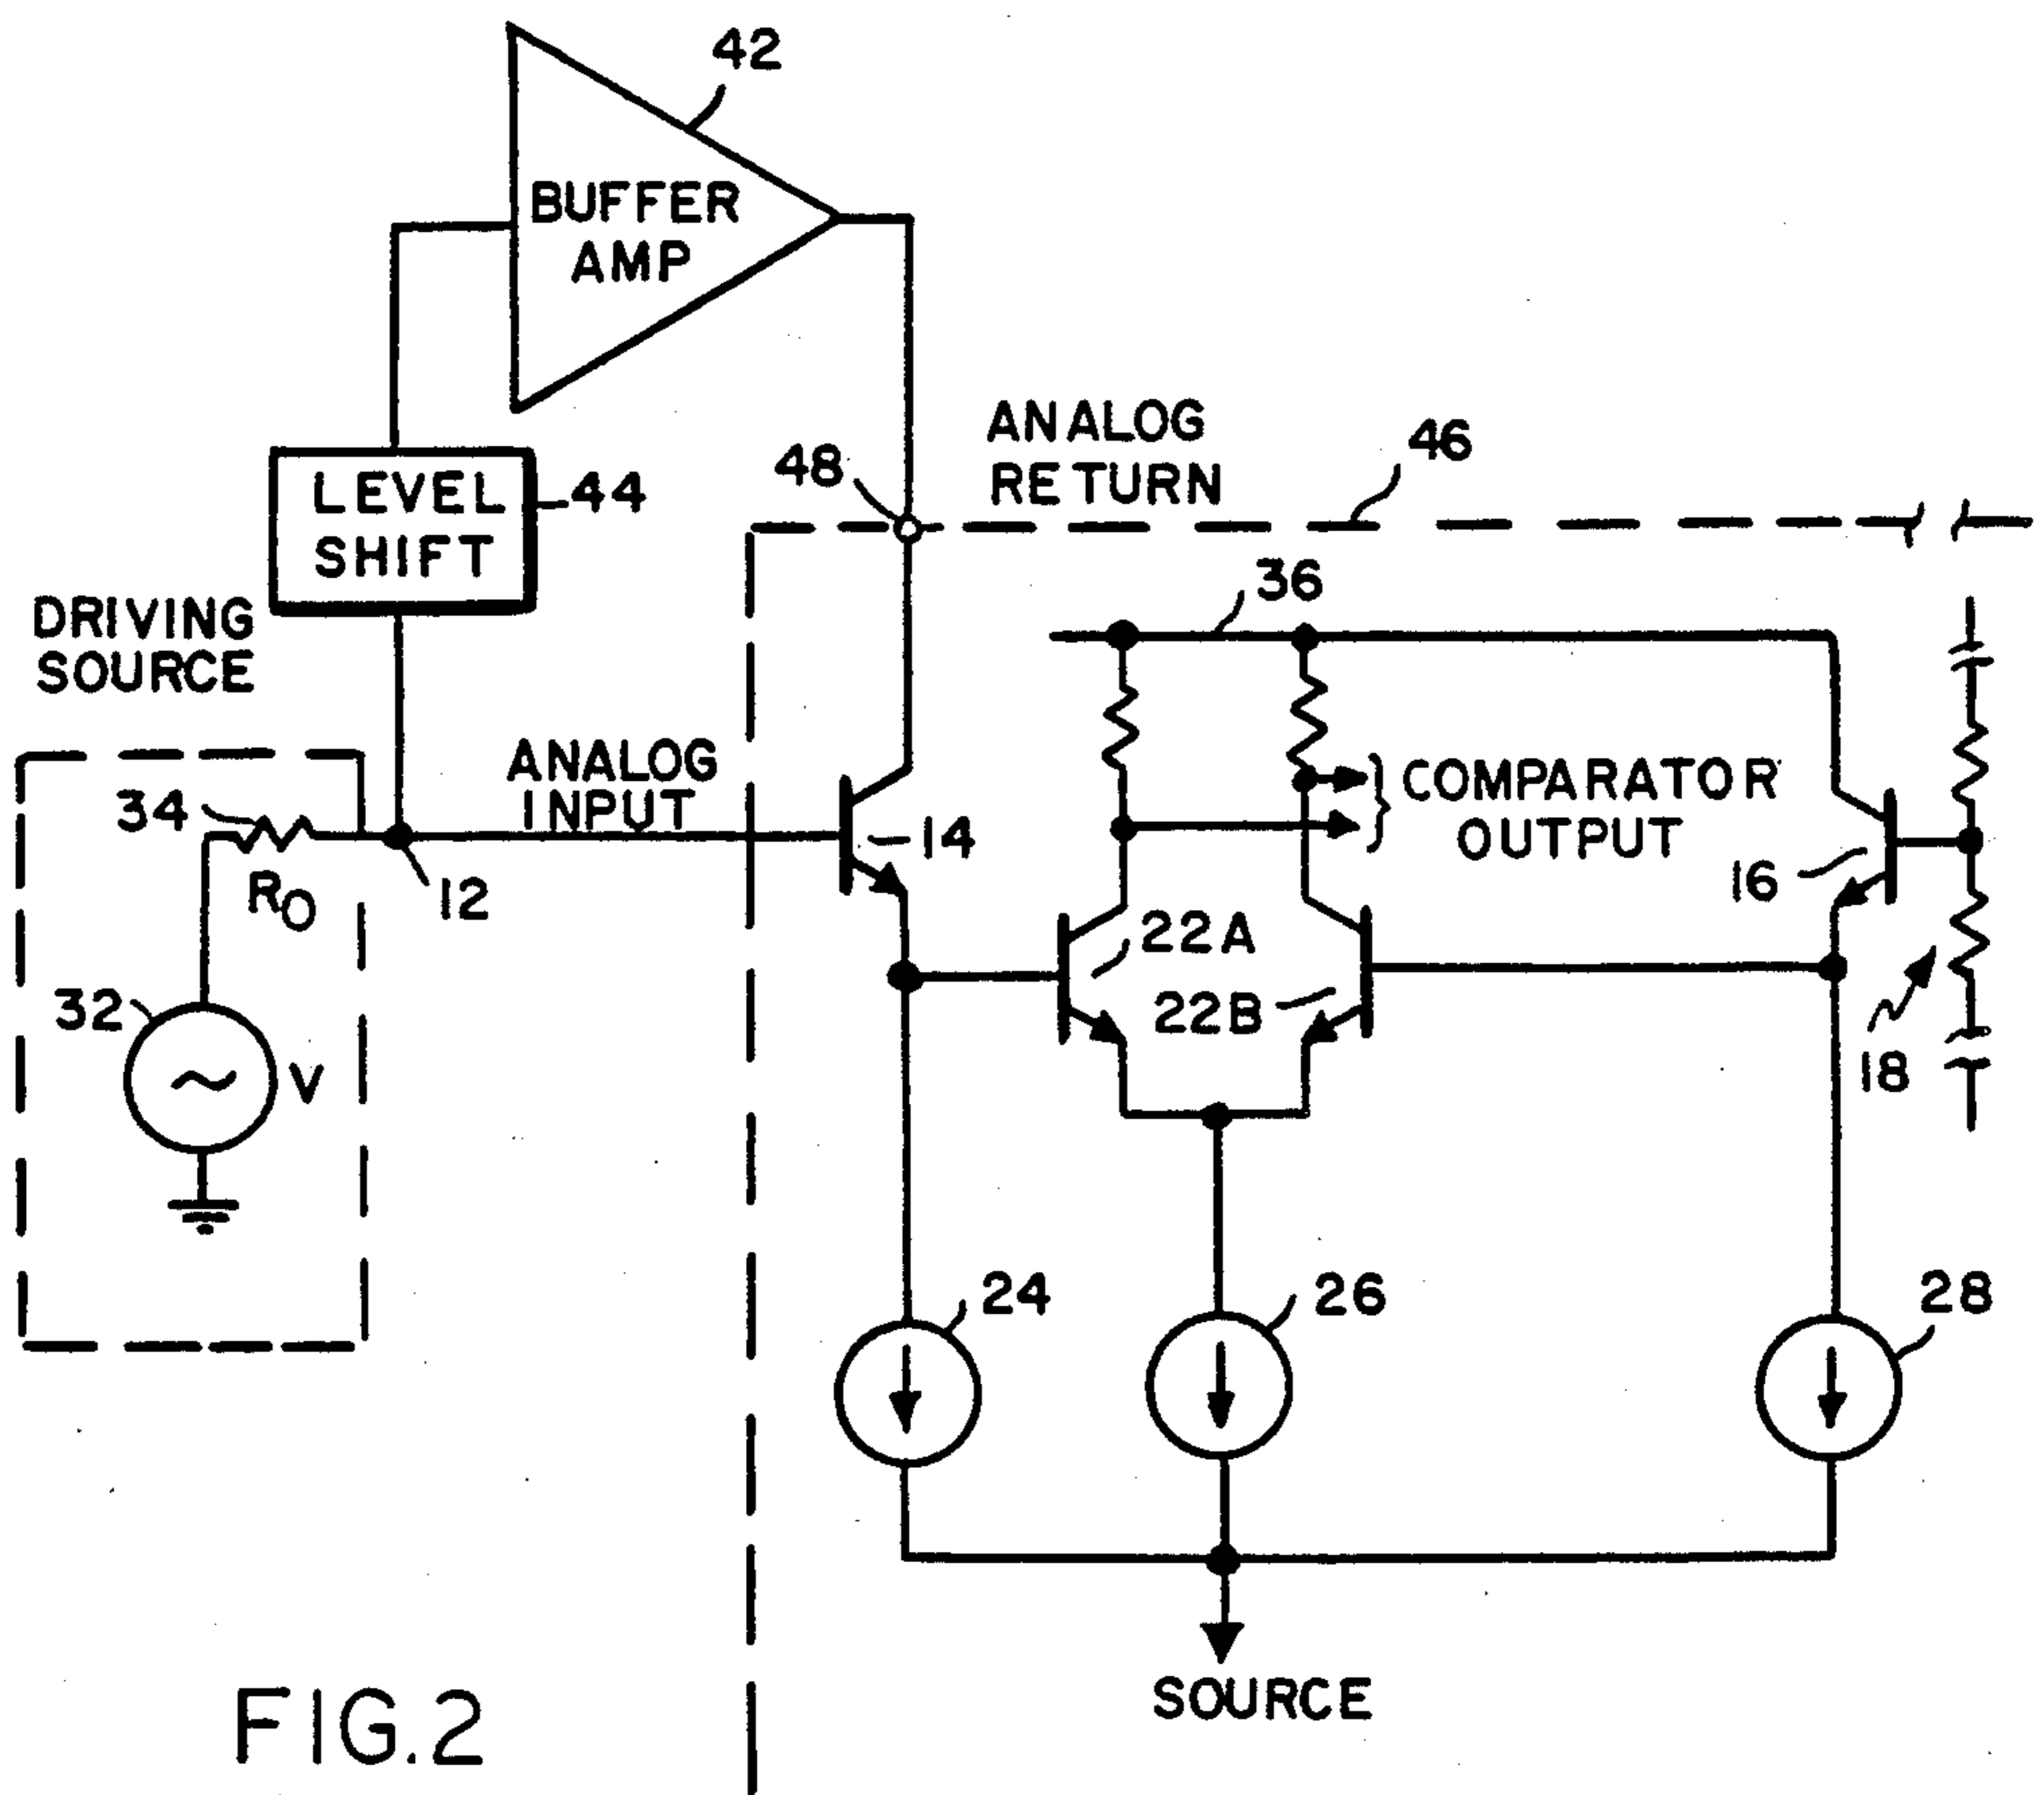 42
BUFFER
AMP
LEVEL
SHIFT
44
48
ANALOG
RETURN
46
36
DRIVING
SOURCE
34
RO
12
ANALOG
INPUT
14
COMPARATOR
OUTPUT
16
22A
22B
18
32
V
24
26
28
SOURCE
FIG.2